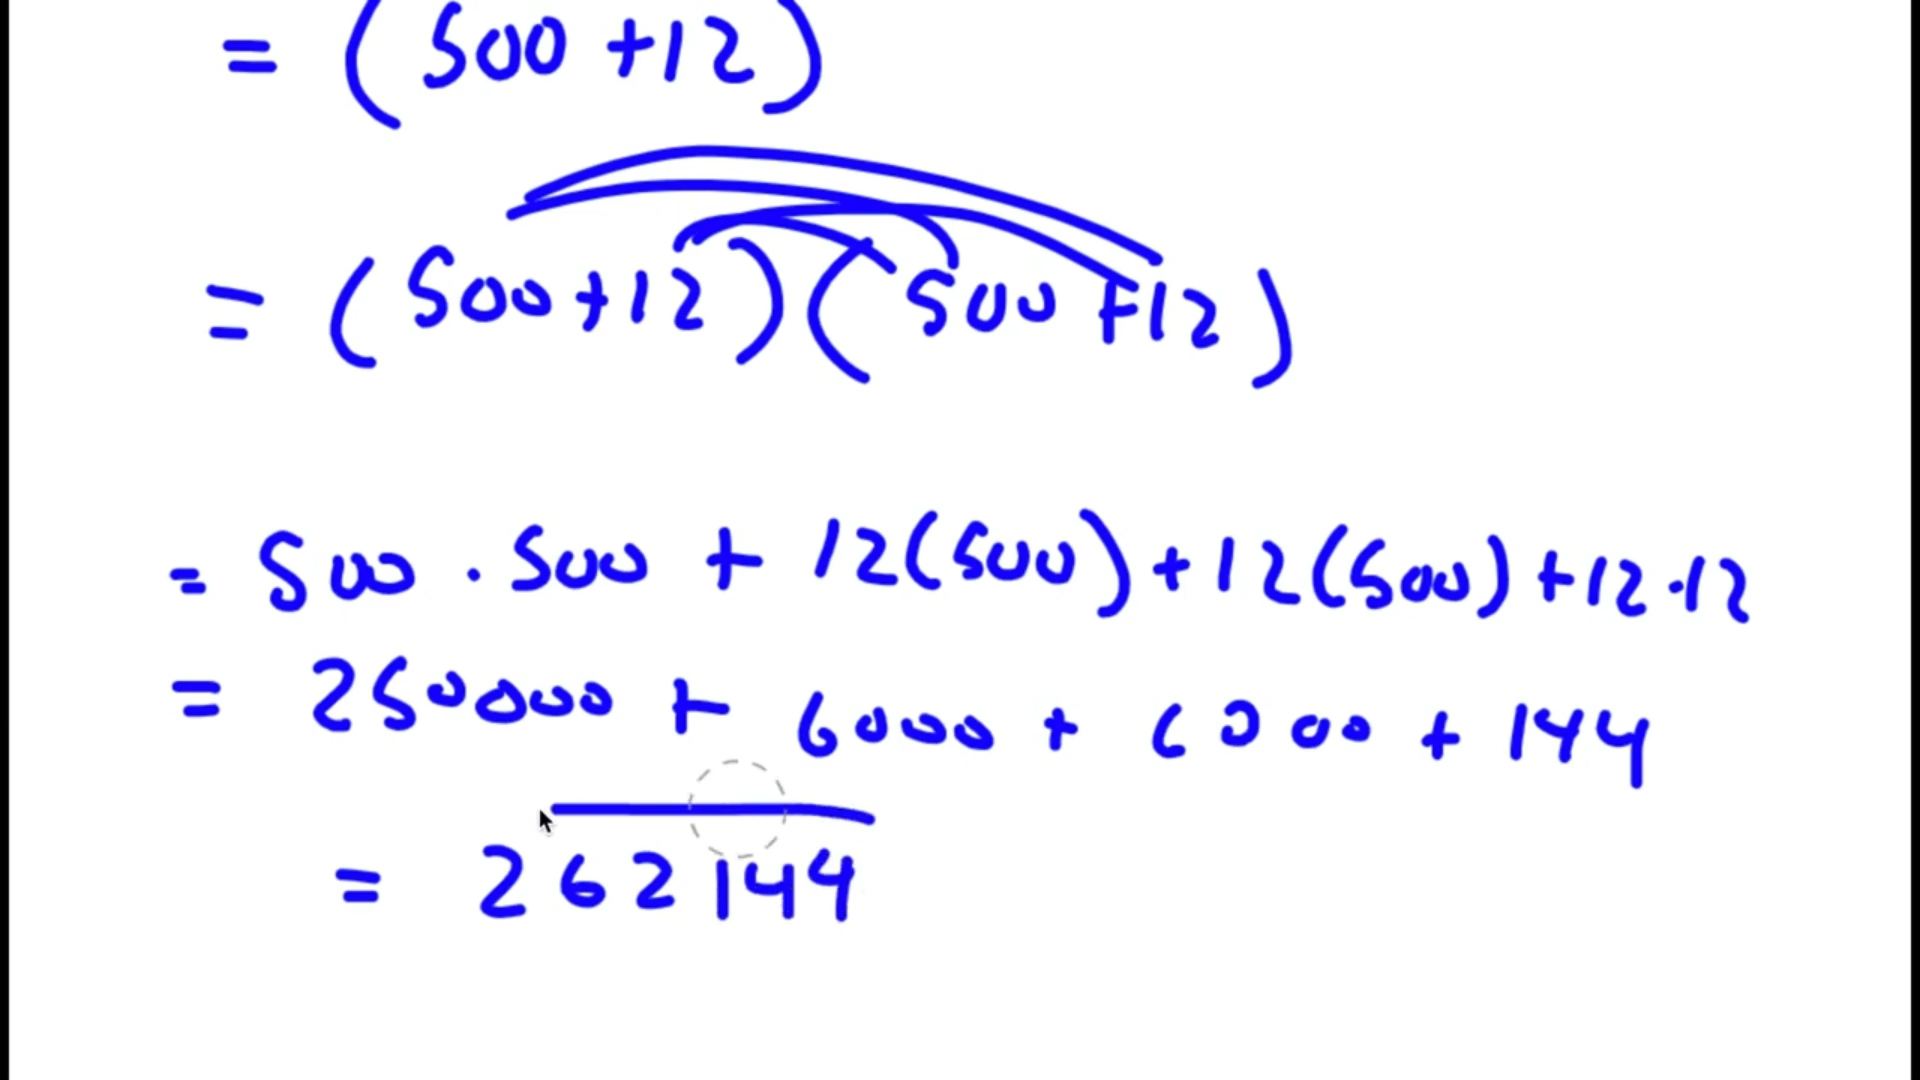 = (500 +12)
= (500+12)(500+12)
= 500 · 500 + 12(500) + 12(500) + 12 · 12
= 250000 + 6000 + 6000 + 144
= 262144